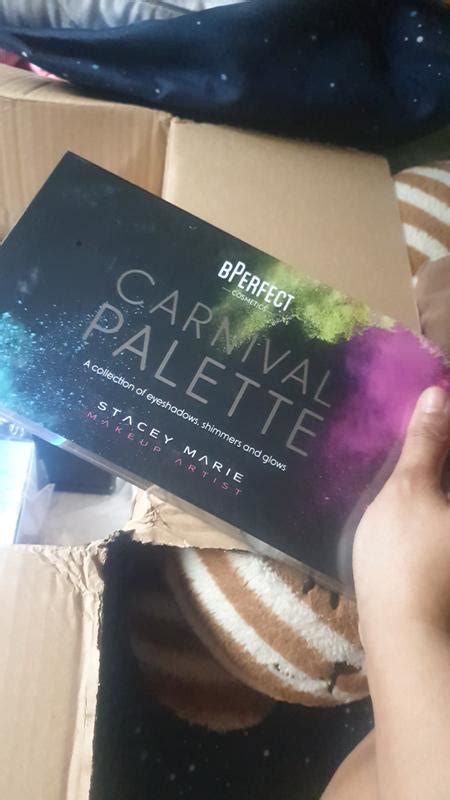 BPERFECT
COSMETICS
CARNIVAL
PALETTE
A collection of eyeshadows, shimmers and glows
STACEY MARIE
MAKEUP ARTIST